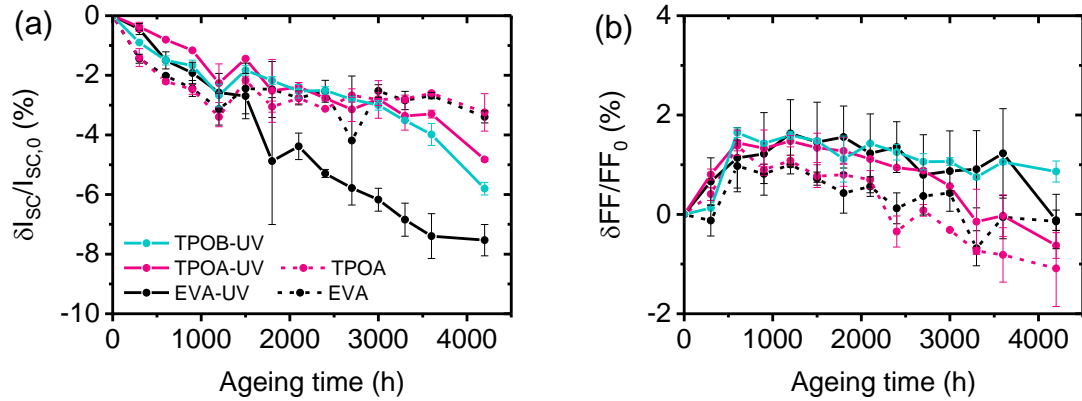 (a)
δI_SC/I_SC,0 (%)
0
-2
-4
-6
-8
-10
TPOB-UV
TPOA-UV TPOA
EVA-UV EVA
0 1000 2000 3000 4000
Ageing time (h)
(b)
δFF/FF_0 (%)
4
2
0
-2
0 1000 2000 3000 4000
Ageing time (h)